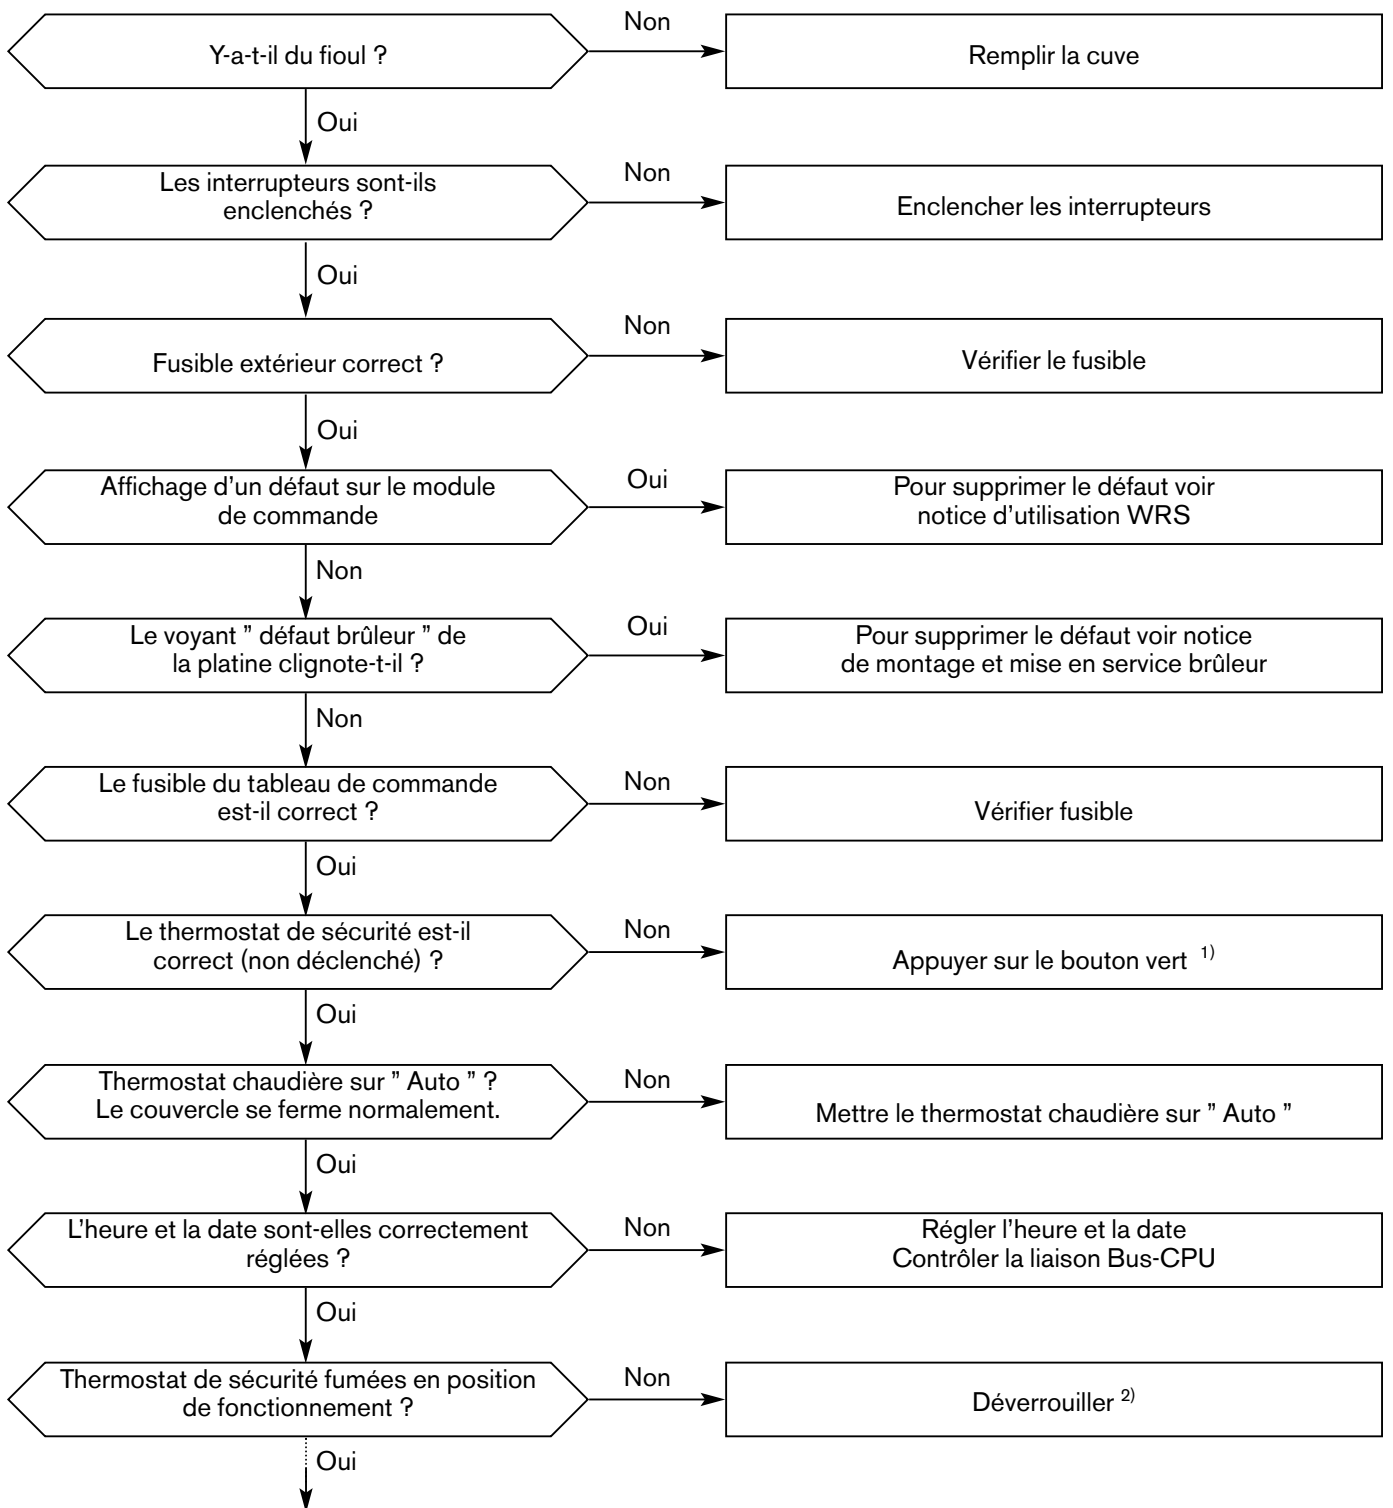 Non
Y-a-t-il du fioul ?
Remplir la cuve
Oui
Non
Les interrupteurs sont-ils
enclenchés ?
Enclencher les interrupteurs
Oui
Non
Fusible extérieur correct ?
Vérifier le fusible
Oui
Oui
Affichage d'un défaut sur le module
de commande
Pour supprimer le défaut voir
notice d'utilisation WRS
Non
Oui
Le voyant ” défaut brûleur ” de
la platine clignote-t-il ?
Pour supprimer le défaut voir notice
de montage et mise en service brûleur
Non
Non
Le fusible du tableau de commande
est-il correct ?
Vérifier fusible
Oui
Non
Le thermostat de sécurité est-il
correct (non déclenché) ?
Appuyer sur le bouton vert 1)
Oui
Non
Thermostat chaudière sur ” Auto ” ?
Le couvercle se ferme normalement.
Mettre le thermostat chaudière sur ” Auto ”
Oui
Non
L'heure et la date sont-elles correctement
réglées ?
Régler l'heure et la date
Contrôler la liaison Bus-CPU
Oui
Non
Thermostat de sécurité fumées en position
de fonctionnement ?
Déverrouiller 2)
Oui